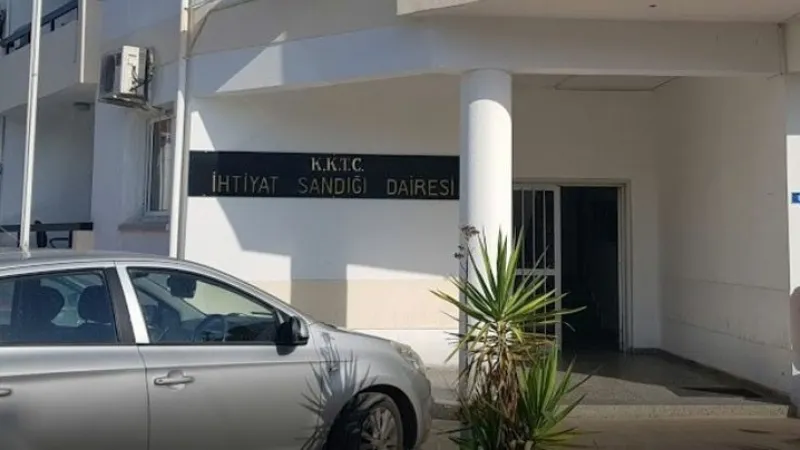 K.K.T.C.
İHTİYAT SANDIĞI DAİRESİ